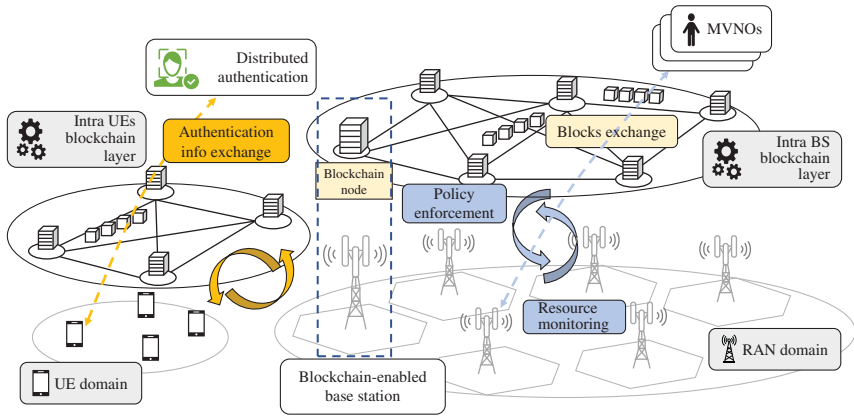 MVNOs
Distributed
authentication
Intra UEs
blockchain
layer
Authentication
info exchange
Blocks exchange
Intra BS
blockchain
layer
Blockchain
node
Policy
enforcement
Resource
monitoring
RAN domain
UE domain
Blockchain-enabled
base station